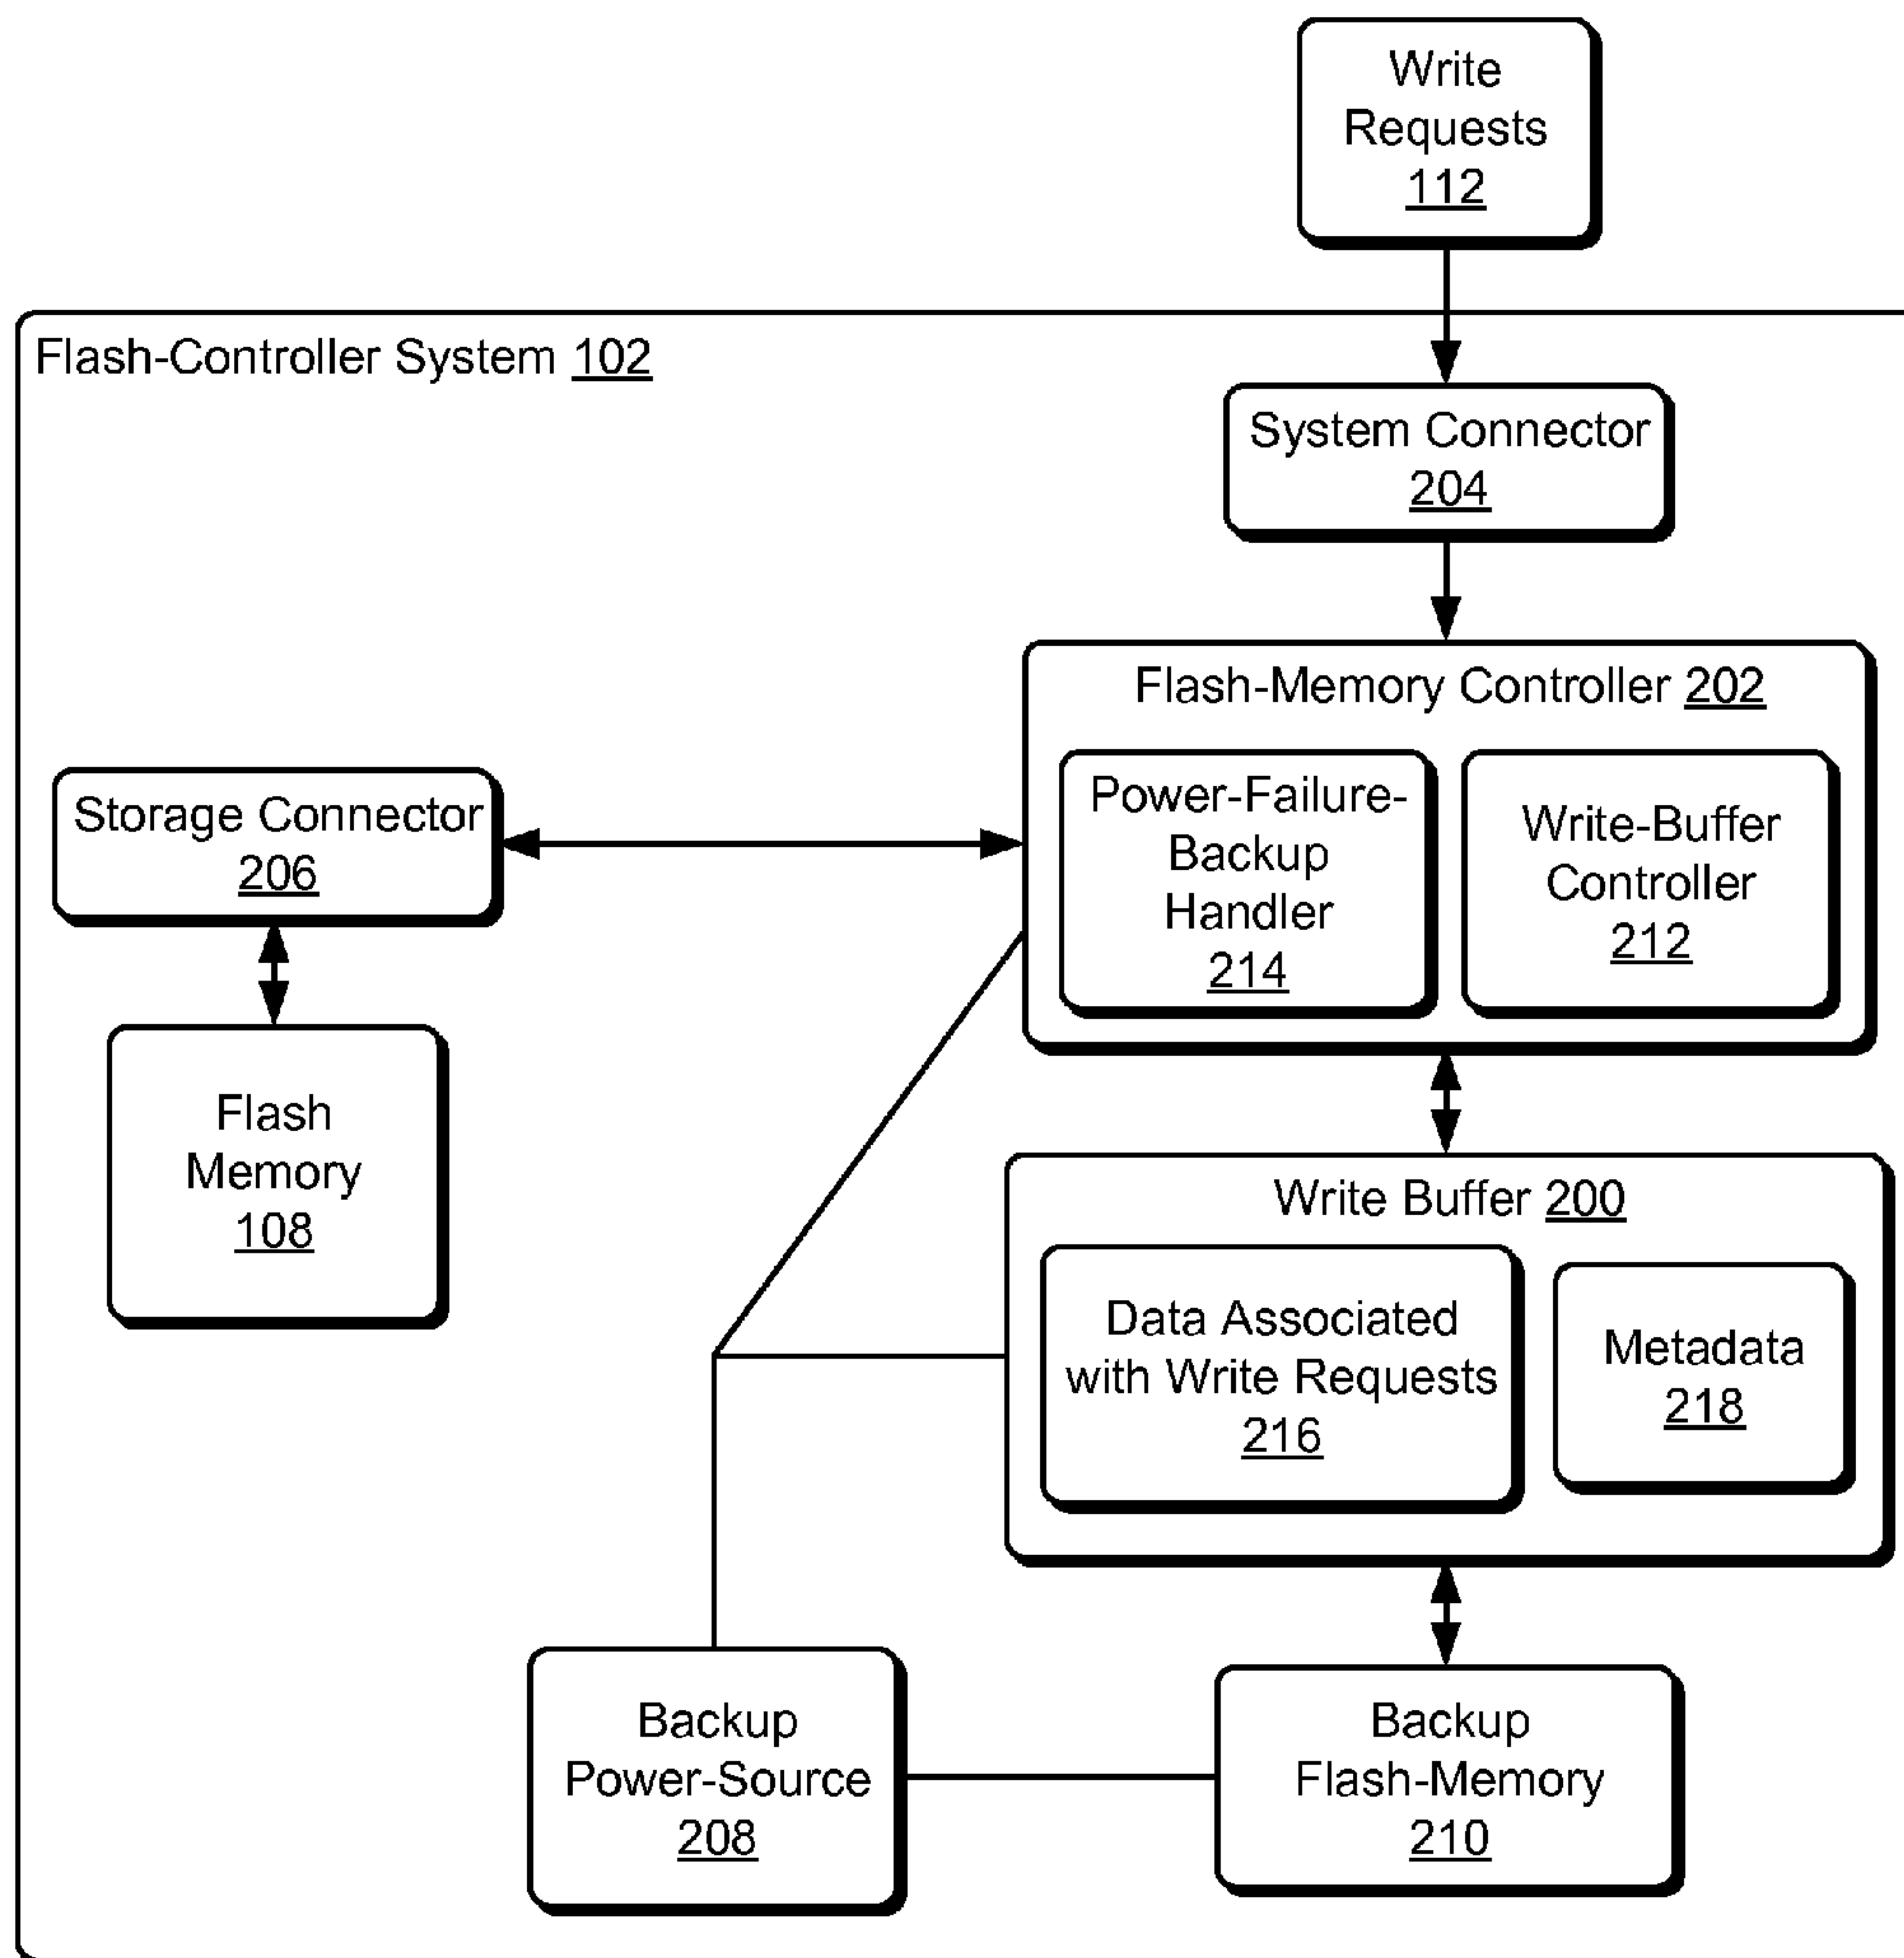 Write
Requests
112
Flash-Controller System 102
System Connector
204
Flash-Memory Controller 202
Power-Failure-
Backup
Handler
214
Write-Buffer
Controller
212
Storage Connector
206
Flash
Memory
108
Write Buffer 200
Data Associated
with Write Requests
216
Metadata
218
Backup
Power-Source
208
Backup
Flash-Memory
210